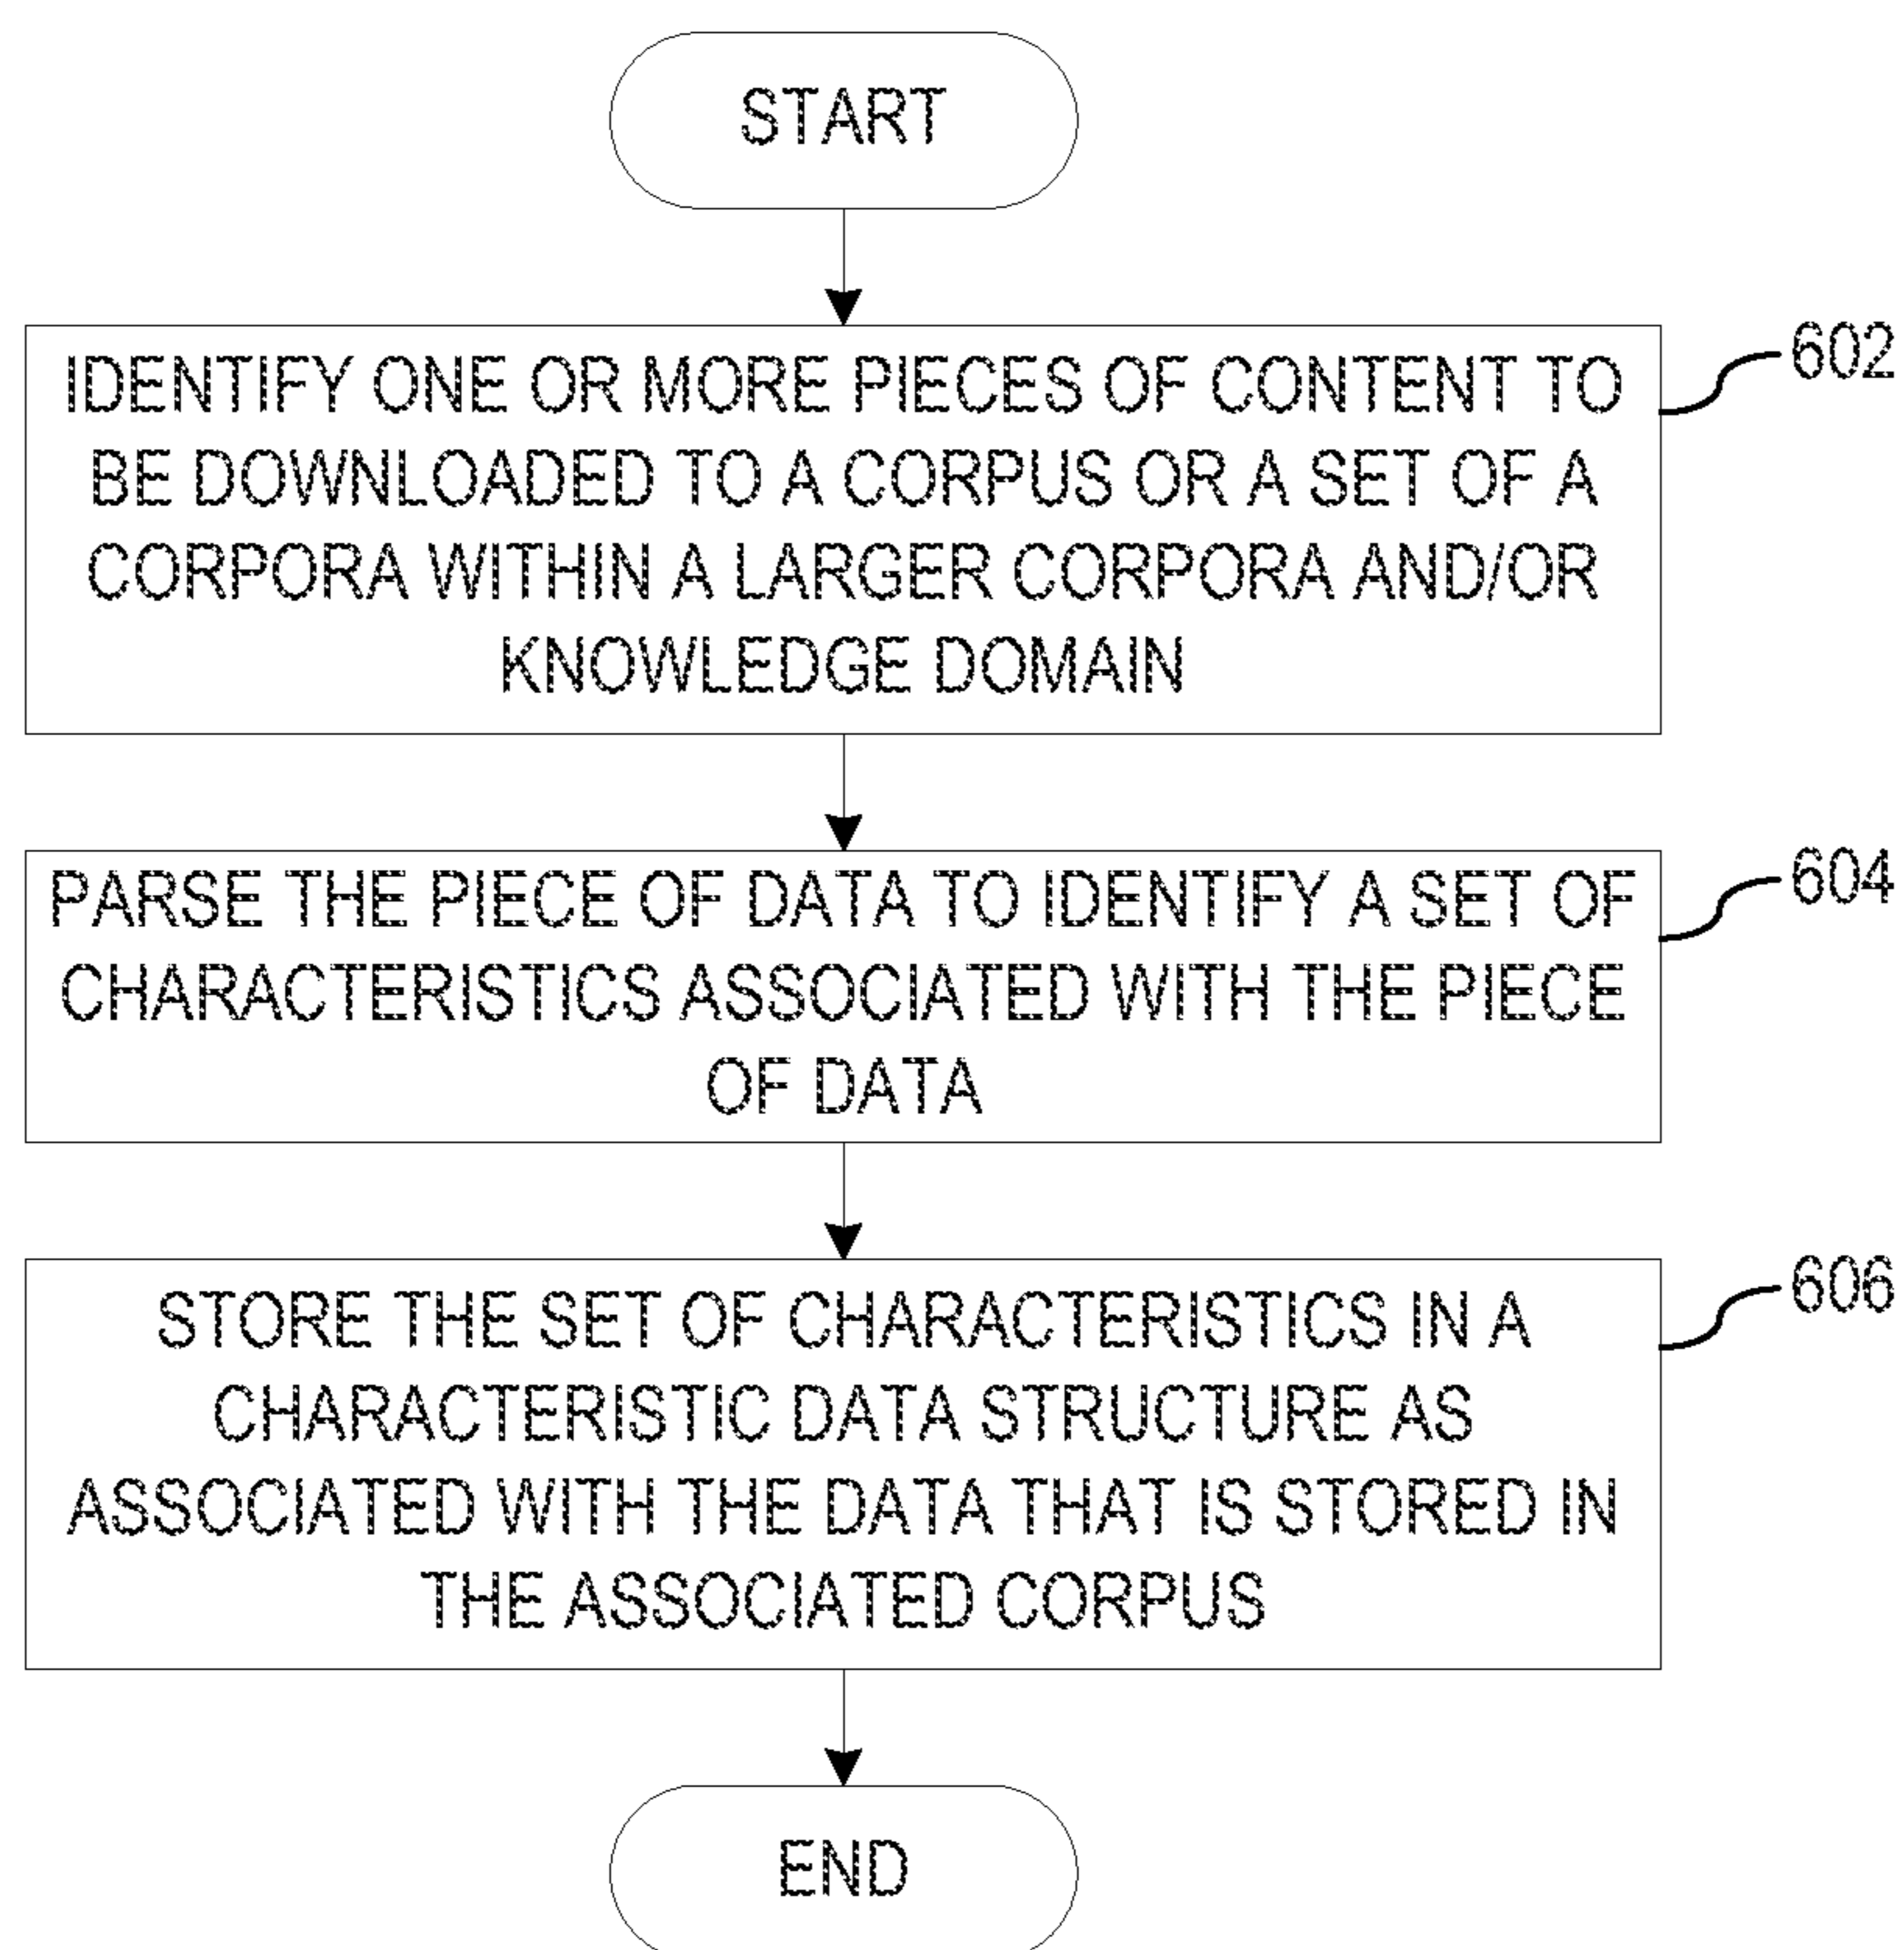 START
IDENTIFY ONE OR MORE PIECES OF CONTENT TO
BE DOWNLOADED TO A CORPUS OR A SET OF A
CORPORA WITHIN A LARGER CORPORA AND/OR
KNOWLEDGE DOMAIN
602
PARSE THE PIECE OF DATA TO IDENTIFY A SET OF
CHARACTERISTICS ASSOCIATED WITH THE PIECE
OF DATA
604
STORE THE SET OF CHARACTERISTICS IN A
CHARACTERISTIC DATA STRUCTURE AS
ASSOCIATED WITH THE DATA THAT IS STORED IN
THE ASSOCIATED CORPUS
606
END